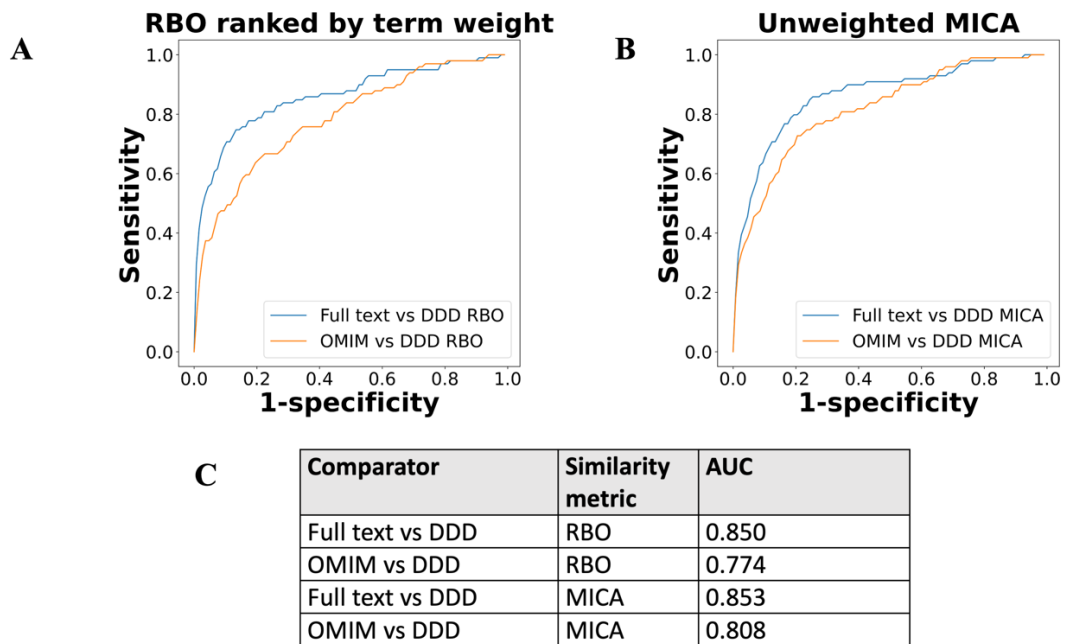 A
RBO ranked by term weight
Sensitivity
1.0
0.8
0.6
0.4
0.2
0.0
Full text vs DDD RBO
OMIM vs DDD RBO
0.0 0.2 0.4 0.6 0.8 1.0
1-specificity
B
Unweighted MICA
Sensitivity
1.0
0.8
0.6
0.4
0.2
0.0
Full text vs DDD MICA
OMIM vs DDD MICA
0.0 0.2 0.4 0.6 0.8 1.0
1-specificity
C
Comparator Similarity metric AUC
Full text vs DDD RBO 0.850
OMIM vs DDD RBO 0.774
Full text vs DDD MICA 0.853
OMIM vs DDD MICA 0.808